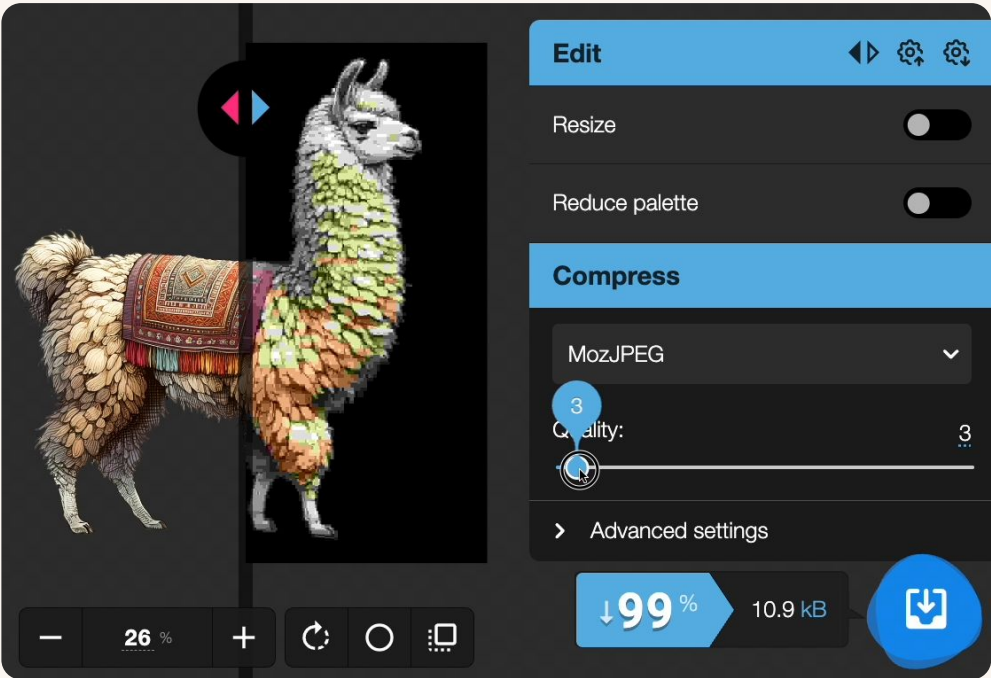 Edit
Resize
Reduce palette
Compress
MozJPEG
3
Quality:
3
Advanced settings
26 %
↓99 %
10.9 kB